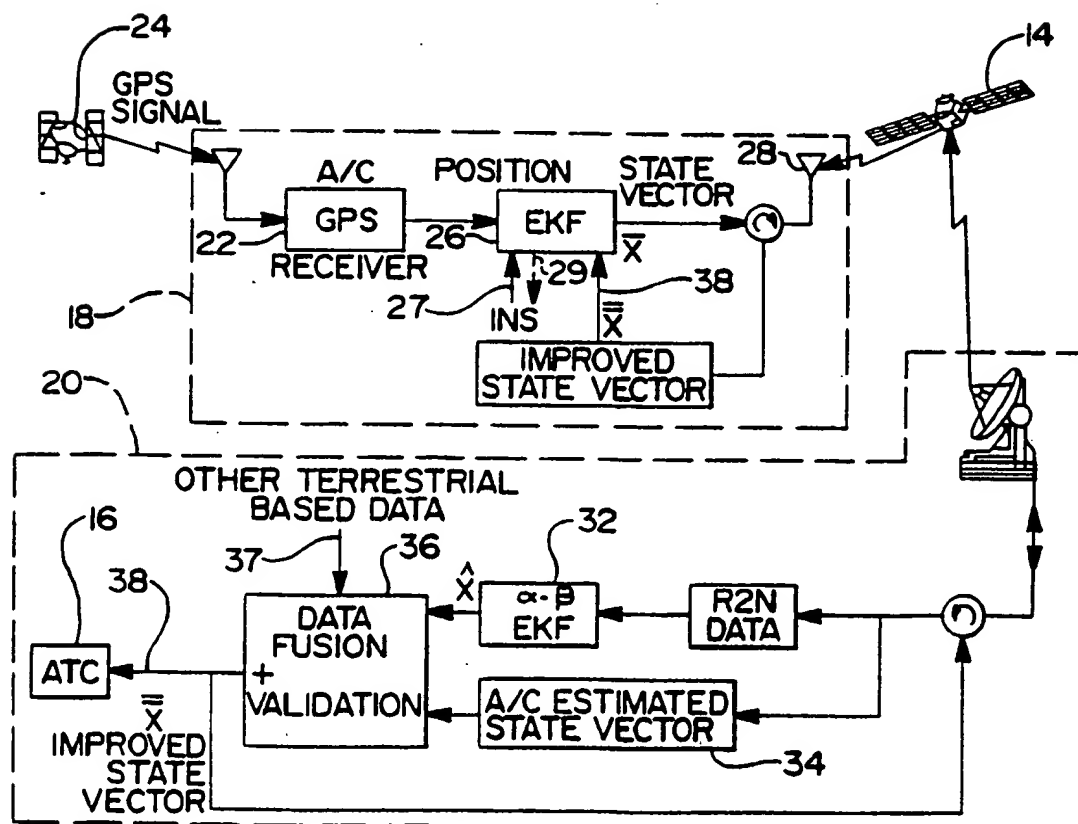 24
14
GPS
SIGNAL
28
A/C
POSITION
STATE
VECTOR
GPS
EKF
22
26
X̅
RECEIVER
29
38
18
27
INS
X̿
IMPROVED
STATE VECTOR
20
OTHER TERRESTRIAL
BASED DATA
16
32
37
36
38
X̂
α-β
EKF
R2N
DATA
DATA
FUSION
+
VALIDATION
ATC
A/C ESTIMATED
STATE VECTOR
X̿
IMPROVED
STATE
VECTOR
34